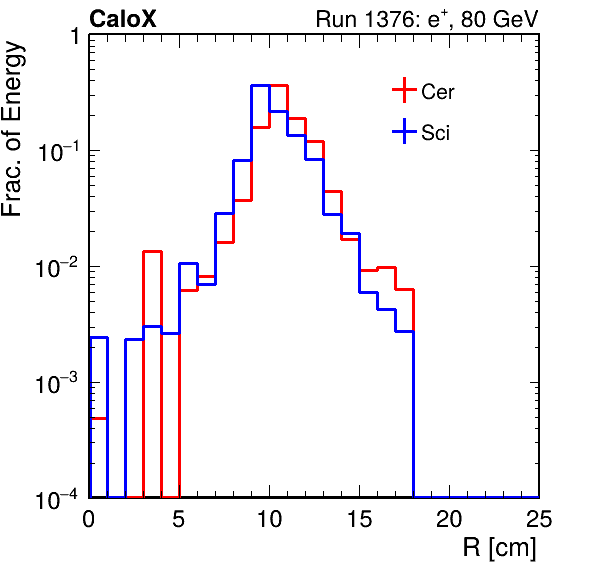 CaloX Run 1376: e⁺, 80 GeV
Frac. of Energy
1
10⁻¹
10⁻²
10⁻³
10⁻⁴
Cer
Sci
0 5 10 15 20 25
R [cm]